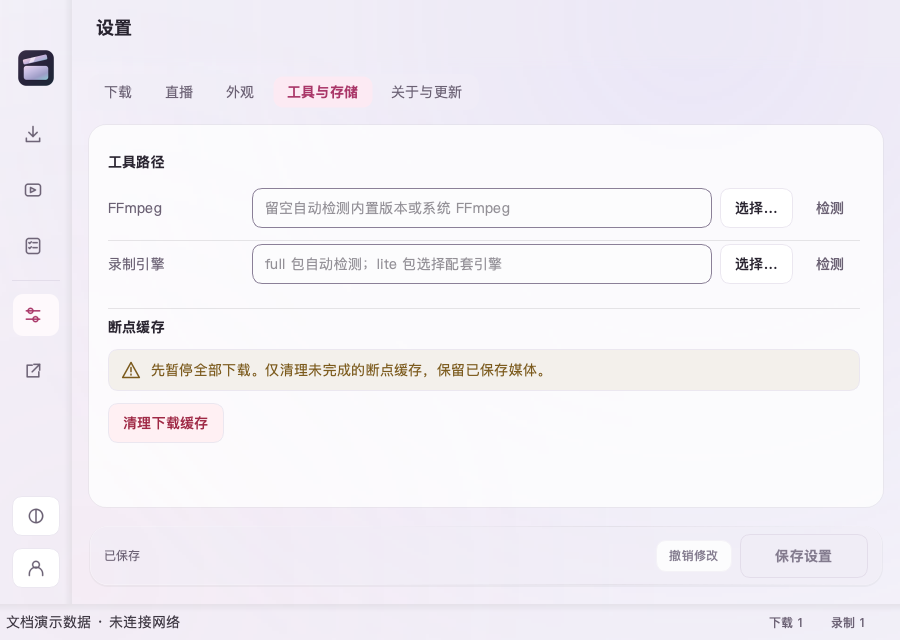 设置
下载 直播 外观 工具与存储 关于与更新
工具路径
FFmpeg 留空自动检测内置版本或系统 FFmpeg 选择... 检测
录制引擎 full 包自动检测；lite 包选择配套引擎 选择... 检测
断点缓存
先暂停全部下载。仅清理未完成的断点缓存，保留已保存媒体。
清理下载缓存
已保存 撤销修改 保存设置
文档演示数据 · 未连接网络 下载 1 录制 1